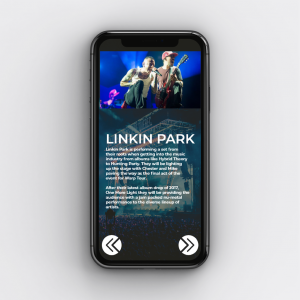 LINKIN PARK
Linkin Park is performing a set from
their roots when getting into the music
industry from albums like Hybrid Theory
to Hunting Party. They will be lighting
up the stage with Chester and Mike
paving the way as the final act of the
eventful Warp Tour.
After their latest album drop of 2017,
One More Light they will be providing the
audience with a jam-packed nu-metal
performance to the diverse lineup of
artists.